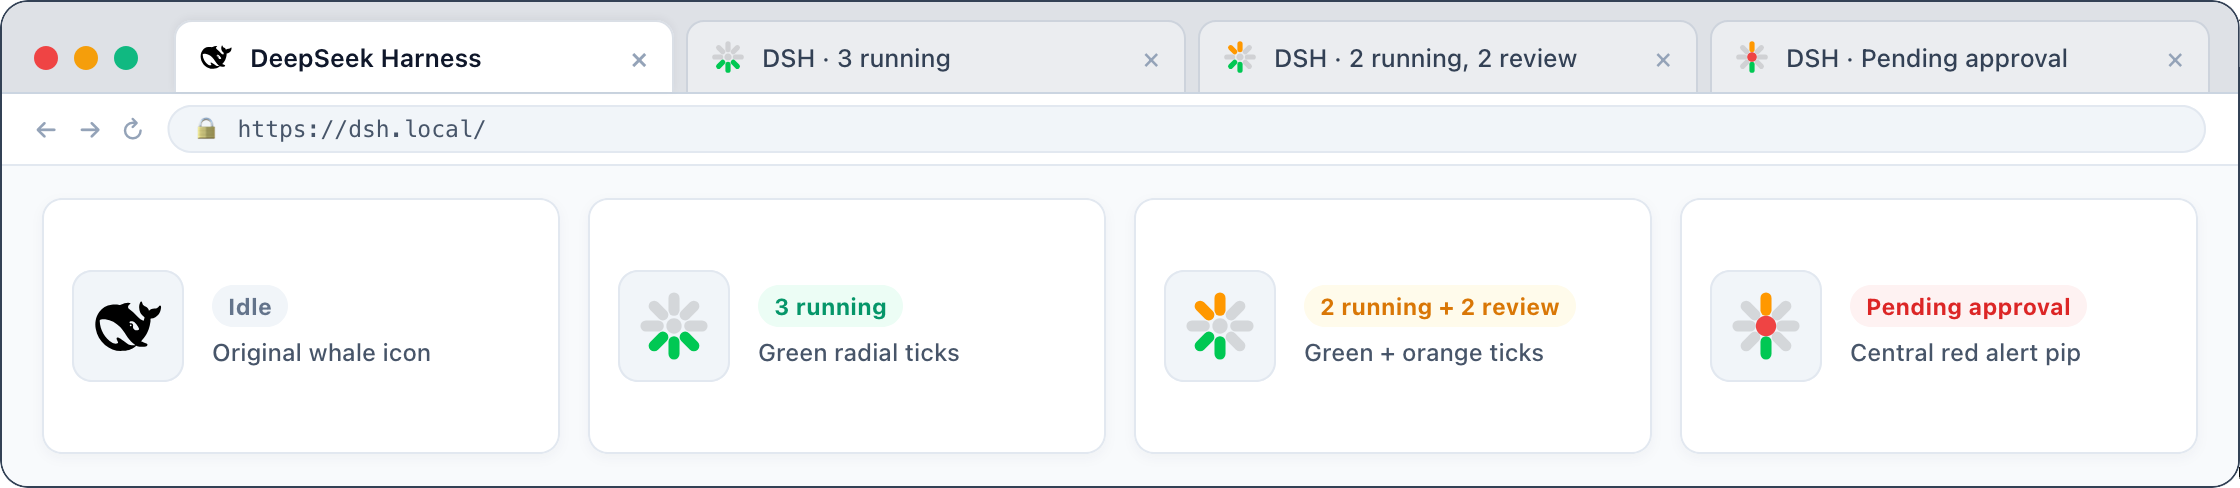 DeepSeek Harness ×
DSH · 3 running ×
DSH · 2 running, 2 review ×
DSH · Pending approval ×
https://dsh.local/
Idle
Original whale icon
3 running
Green radial ticks
2 running + 2 review
Green + orange ticks
Pending approval
Central red alert pip